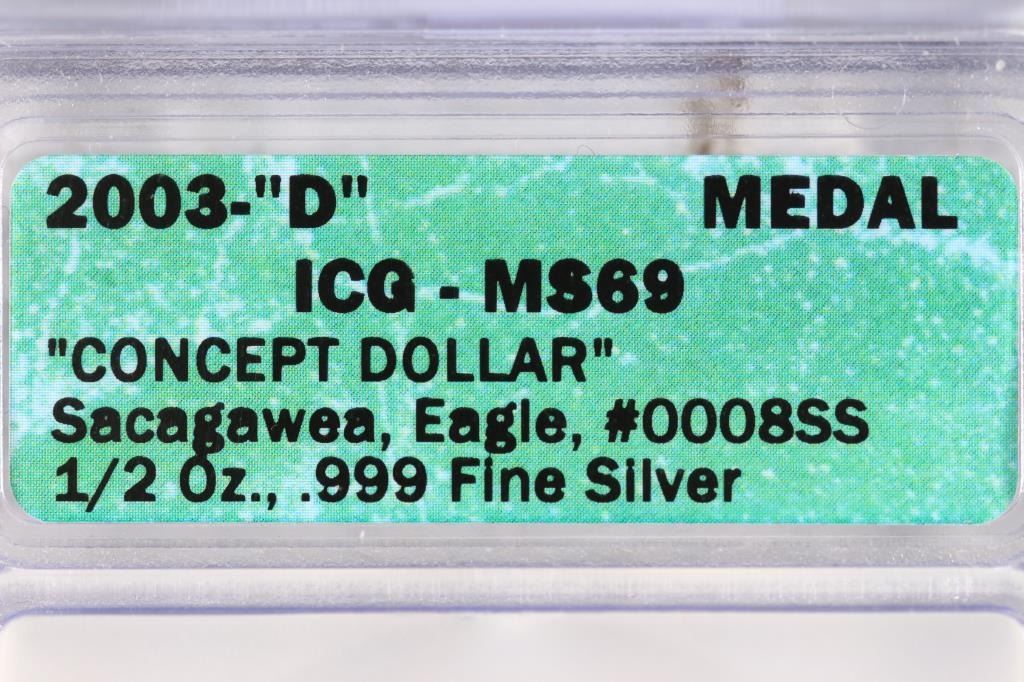 2003-"D" MEDAL
ICG - MS69
"CONCEPT DOLLAR"
Sacagawea, Eagle, #0008SS
1/2 Oz., .999 Fine Silver